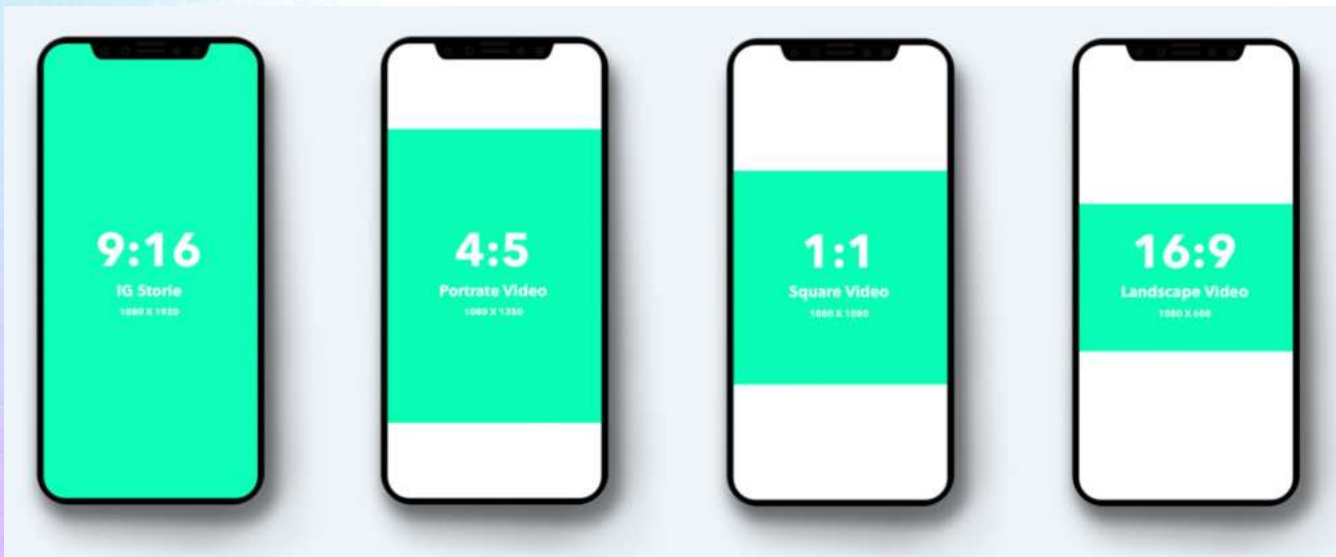 9:16
IG Storie
1080 X 1920
4:5
Portrate Video
1080 X 1350
1:1
Square Video
1080 X 1080
16:9
Landscape Video
1080 X 608